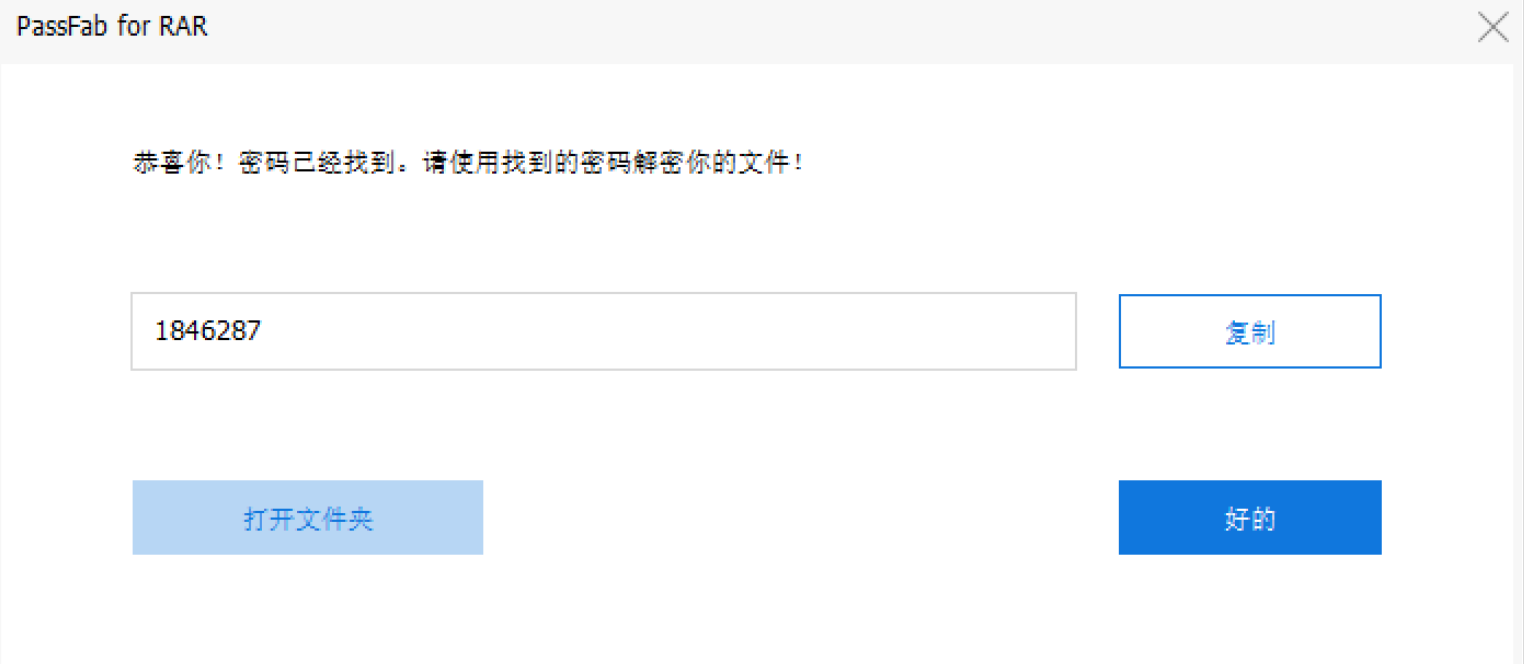 PassFab for RAR
恭喜你！密码已经找到。请使用找到的密码解密你的文件！
1846287
复制
打开文件夹
好的